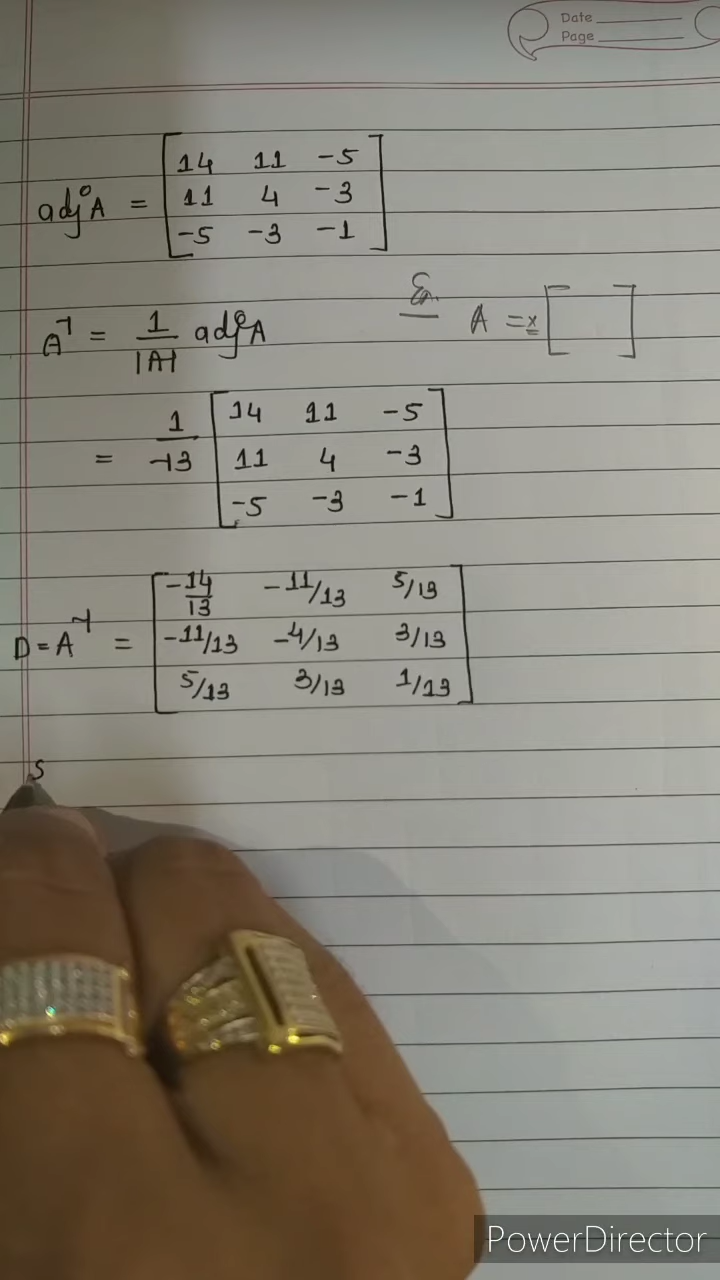 Date
Page
adj A = [ 14 11 -5
11 4 -3
-5 -3 -1 ]
A⁻¹ = 1/|A| adj A
A = x [ ]
= 1/-13 [ 14 11 -5
11 4 -3
-5 -3 -1 ]
D = A⁻¹ = [ -14/13 -11/13 5/13
-11/13 -4/13 3/13
5/13 3/13 1/13 ]
S
PowerDirector